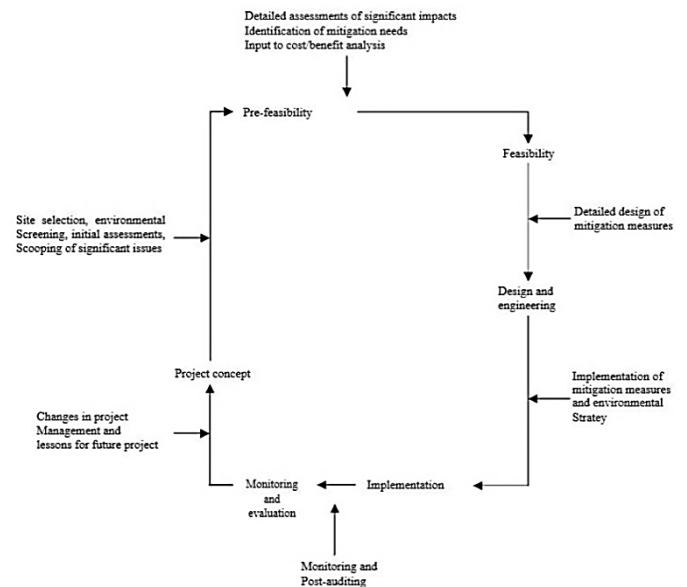 Detailed assessments of significant impacts
Identification of mitigation needs
Input to cost/benefit analysis
Pre-feasibility
Feasibility
Site selection, environmental
Screening, initial assessments,
Scooping of significant issues
Detailed design of
mitigation measures
Design and
engineering
Project concept
Implementation of
mitigation measures
and environmental
Stratey
Changes in project
Management and
lessons for future project
Monitoring
and
evaluation
Implementation
Monitoring and
Post-auditing